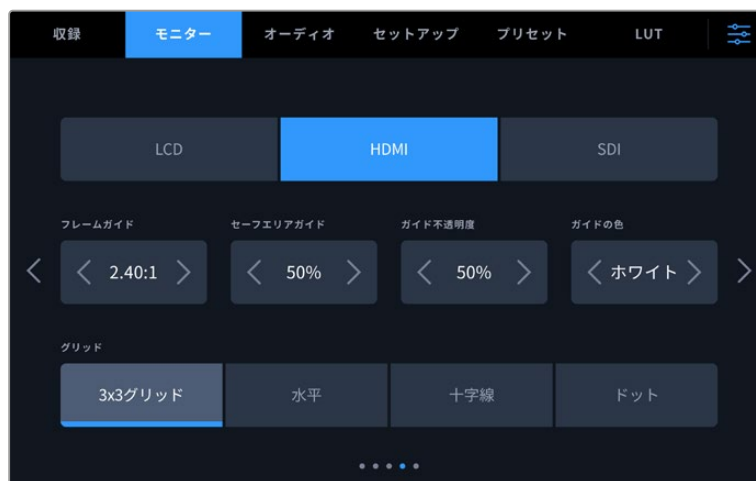 収録 モニター オーディオ セットアップ プリセット LUT
LCD HDMI SDI
フレームガイド セーフエリアガイド ガイド不透明度 ガイドの色
2.40:1 50% 50% ホワイト
グリッド
3x3グリッド 水平 十字線 ドット